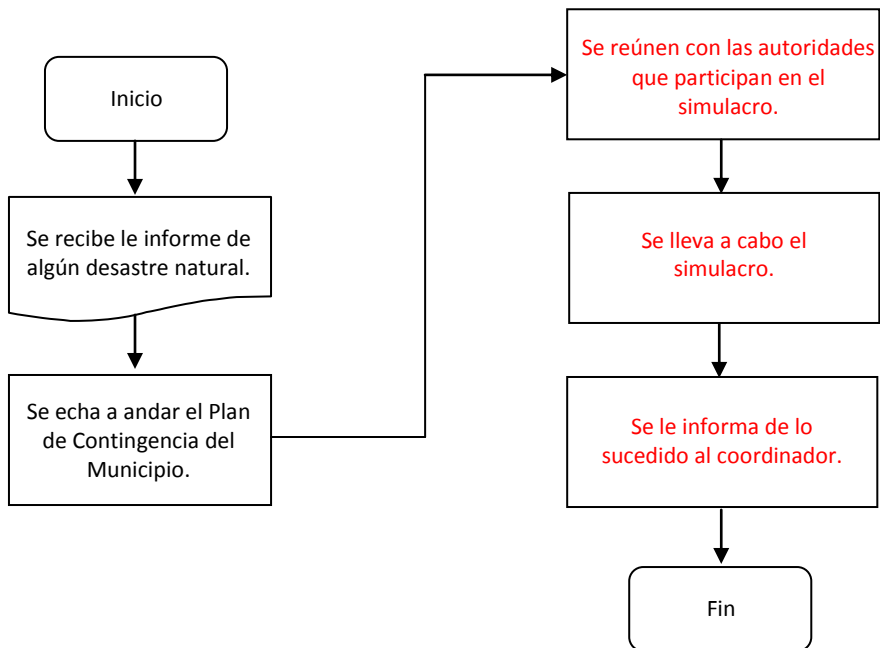 Inicio
Se recibe le informe de
algún desastre natural.
Se echa a andar el Plan
de Contingencia del
Municipio.
Se reúnen con las autoridades
que participan en el
simulacro.
Se lleva a cabo el
simulacro.
Se le informa de lo
sucedido al coordinador.
Fin